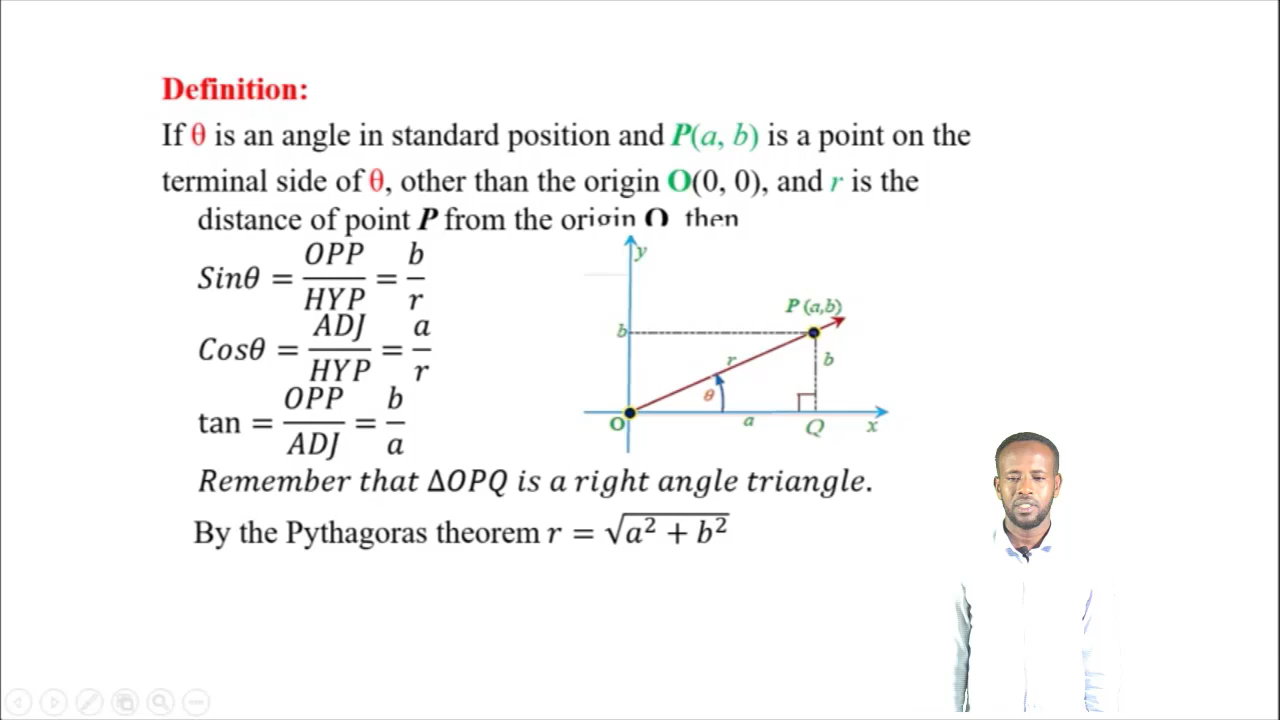 Definition:
If θ is an angle in standard position and P(a, b) is a point on the
terminal side of θ, other than the origin O(0, 0), and r is the
distance of point P from the origin O, then
Sinθ = OPP/HYP = b/r
Cosθ = ADJ/HYP = a/r
tan = OPP/ADJ = b/a
y
P (a,b)
b
r
b
θ
O
a
Q
x
Remember that ΔOPQ is a right angle triangle.
By the Pythagoras theorem r = √a² + b²